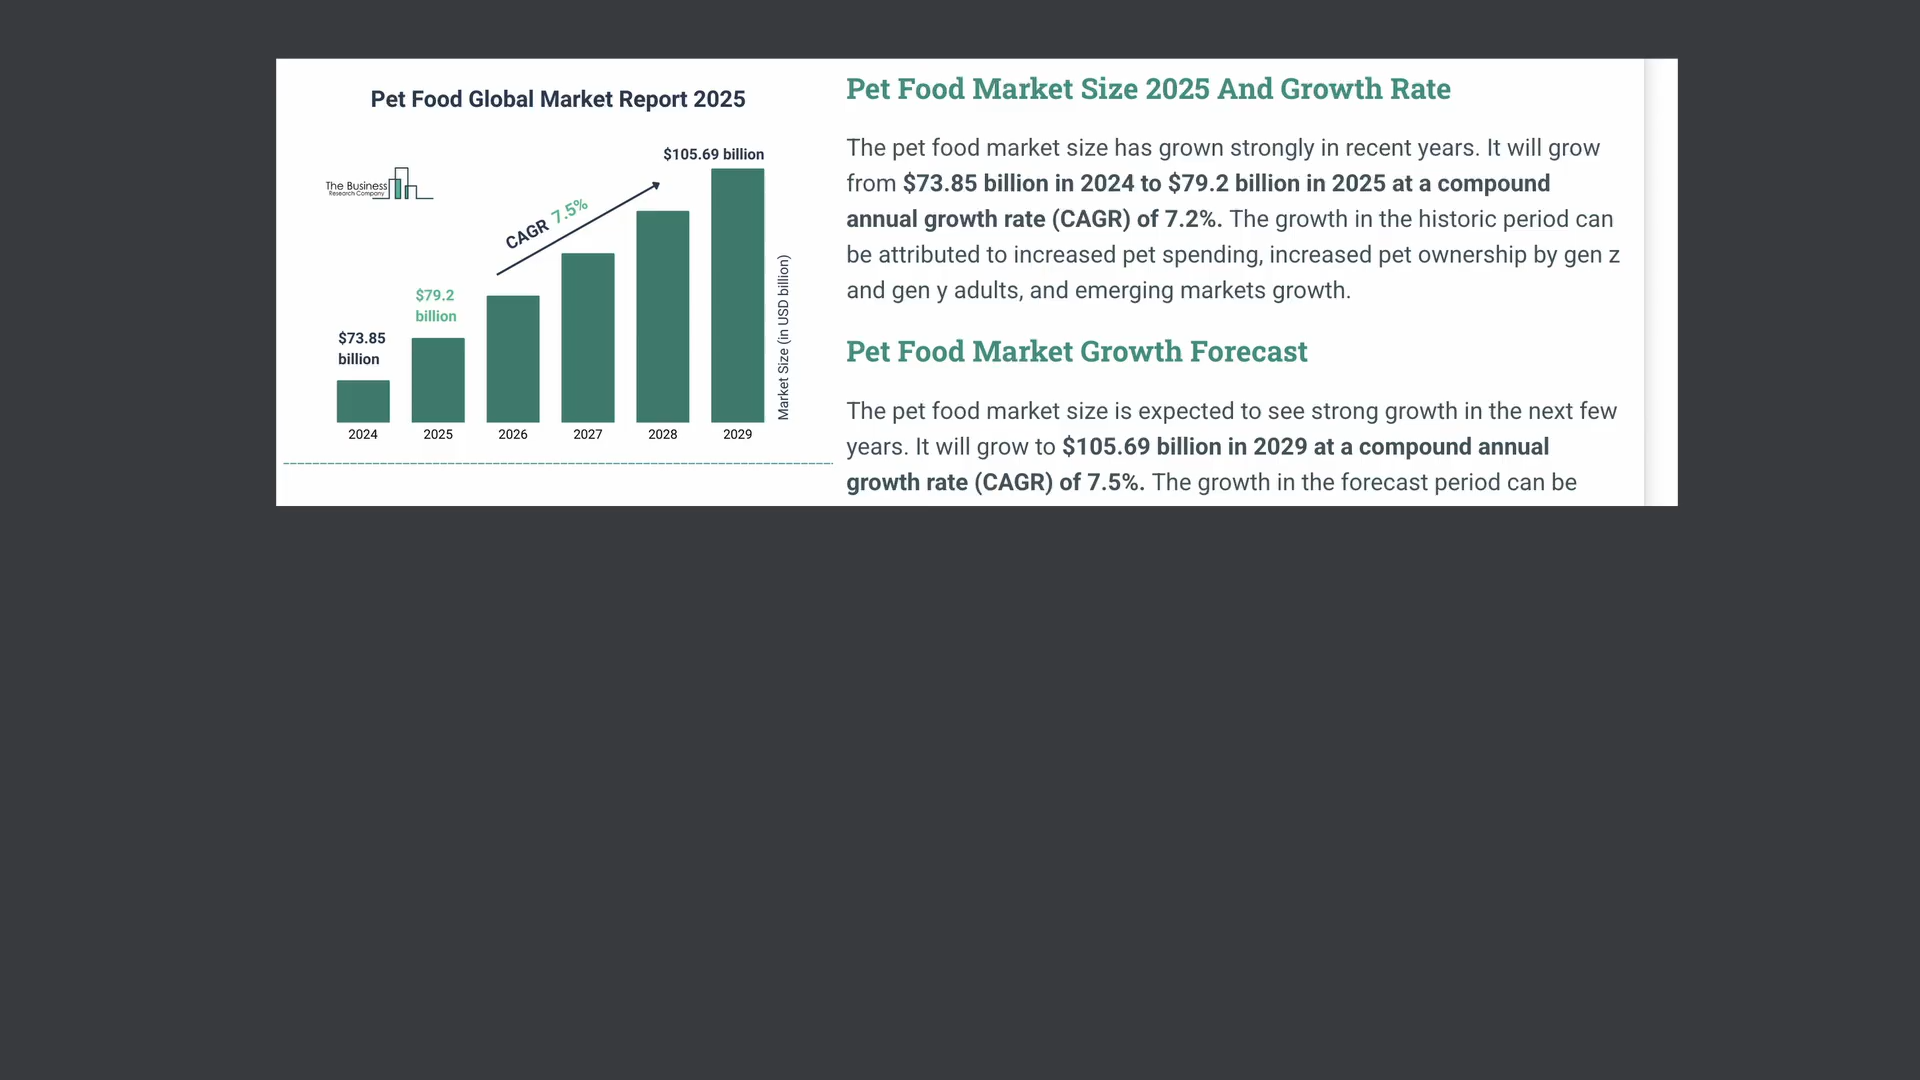 Pet Food Global Market Report 2025
The Business
Research Company
CAGR 7.5%
$73.85
billion
$79.2
billion
$105.69 billion
2024
2025
2026
2027
2028
2029
Market Size (in USD billion)
Pet Food Market Size 2025 And Growth Rate
The pet food market size has grown strongly in recent years. It will grow
from $73.85 billion in 2024 to $79.2 billion in 2025 at a compound
annual growth rate (CAGR) of 7.2%. The growth in the historic period can
be attributed to increased pet spending, increased pet ownership by gen z
and gen y adults, and emerging markets growth.
Pet Food Market Growth Forecast
The pet food market size is expected to see strong growth in the next few
years. It will grow to $105.69 billion in 2029 at a compound annual
growth rate (CAGR) of 7.5%. The growth in the forecast period can be